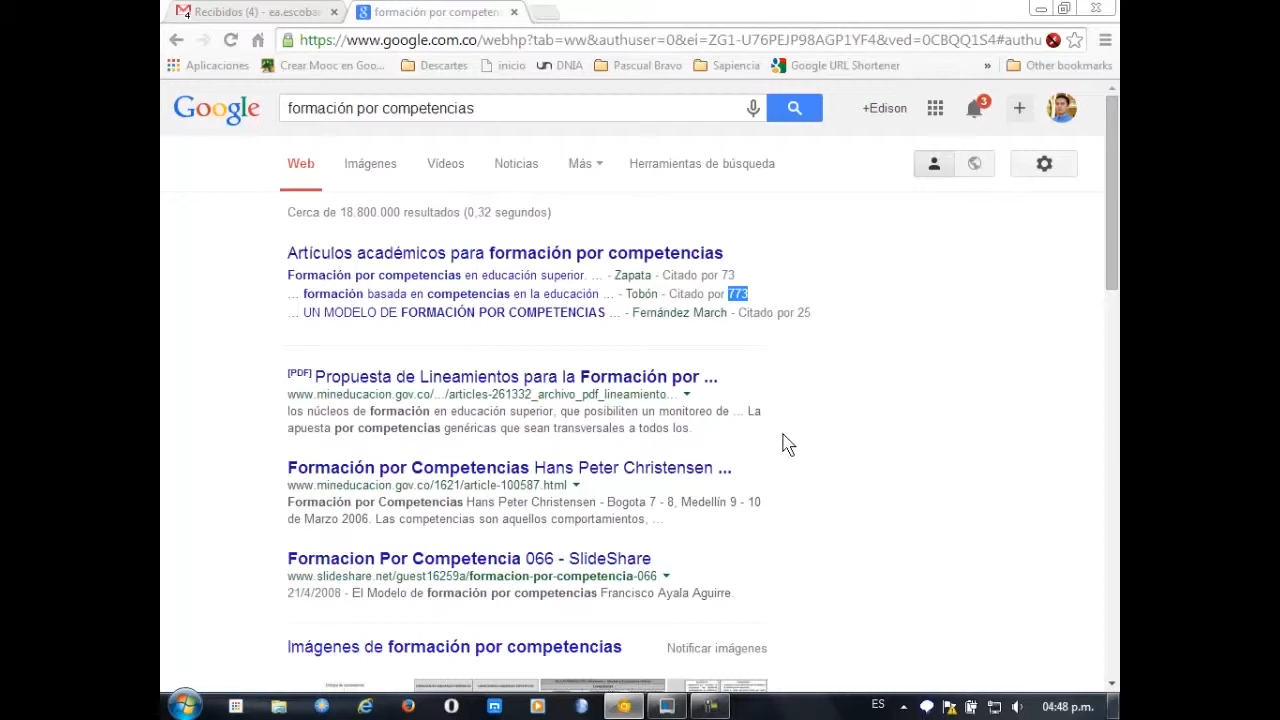 Recibidos (4) - ea.escoba
formación por competen
https://www.google.com.co/webhp?tab=ww&authuser=0&ei=ZG1-U76PEJP98AGP1YF4&ved=0CBQQ1S4#authu
Aplicaciones Crear Mooc en Goo... Descartes inicio DNIA Pascual Bravo Sapiencia Google URL Shortener » Other bookmarks
Google formación por competencias +Edison 3
Web Imágenes Vídeos Noticias Más Herramientas de búsqueda
Cerca de 18.800.000 resultados (0,32 segundos)
Artículos académicos para formación por competencias
Formación por competencias en educación superior. ... - Zapata - Citado por 73
... formación basada en competencias en la educación ... - Tobón - Citado por 773
... UN MODELO DE FORMACIÓN POR COMPETENCIAS ... - Fernández March - Citado por 25
[PDF] Propuesta de Lineamientos para la Formación por ...
www.mineducacion.gov.co/.../articles-261332_archivo_pdf_lineamiento...
los núcleos de formación en educación superior, que posibiliten un monitoreo de ... La
apuesta por competencias genéricas que sean transversales a todos los.
Formación por Competencias Hans Peter Christensen ...
www.mineducacion.gov.co/1621/article-100587.html
Formación por Competencias Hans Peter Christensen - Bogota 7 - 8, Medellín 9 - 10
de Marzo 2006. Las competencias son aquellos comportamientos, ...
Formacion Por Competencia 066 - SlideShare
www.slideshare.net/guest16259a/formacion-por-competencia-066
21/4/2008 - El Modelo de formación por competencias Francisco Ayala Aguirre.
Imágenes de formación por competencias Notificar imágenes
ES 04:48 p.m.